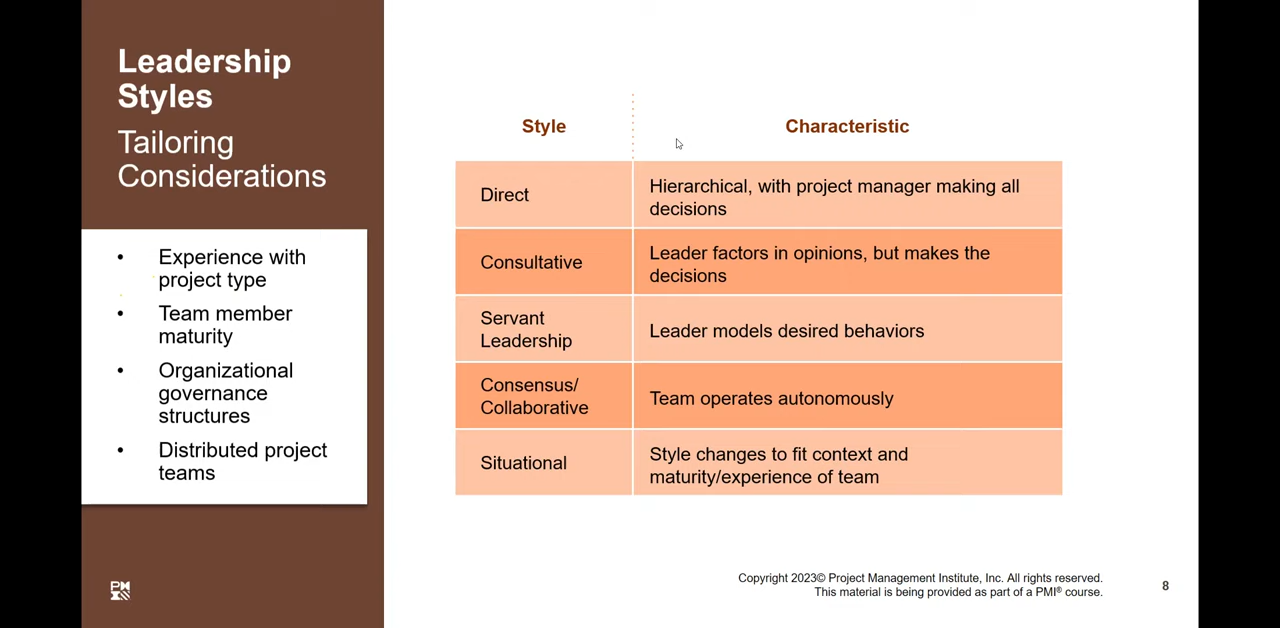 Leadership
Styles
Tailoring
Considerations
• Experience with
project type
• Team member
maturity
• Organizational
governance
structures
• Distributed project
teams
Style Characteristic
Direct
Hierarchical, with project manager making all
decisions
Consultative
Leader factors in opinions, but makes the
decisions
Servant
Leadership
Leader models desired behaviors
Consensus/
Collaborative
Team operates autonomously
Situational
Style changes to fit context and
maturity/experience of team
PMI
Copyright 2023© Project Management Institute, Inc. All rights reserved.
This material is being provided as part of a PMI® course.
8